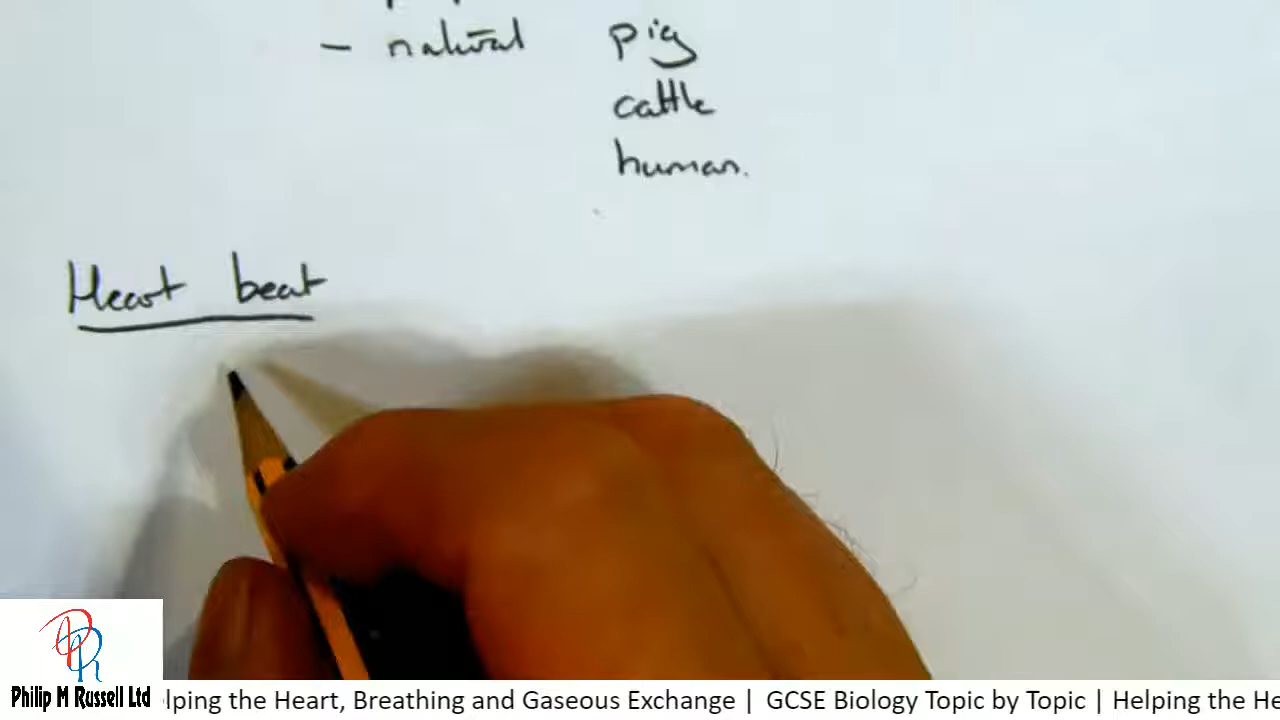 – natural pig
cattle
human.
Heart beat
Philip M Russell Ltd
lping the Heart, Breathing and Gaseous Exchange | GCSE Biology Topic by Topic | Helping the He